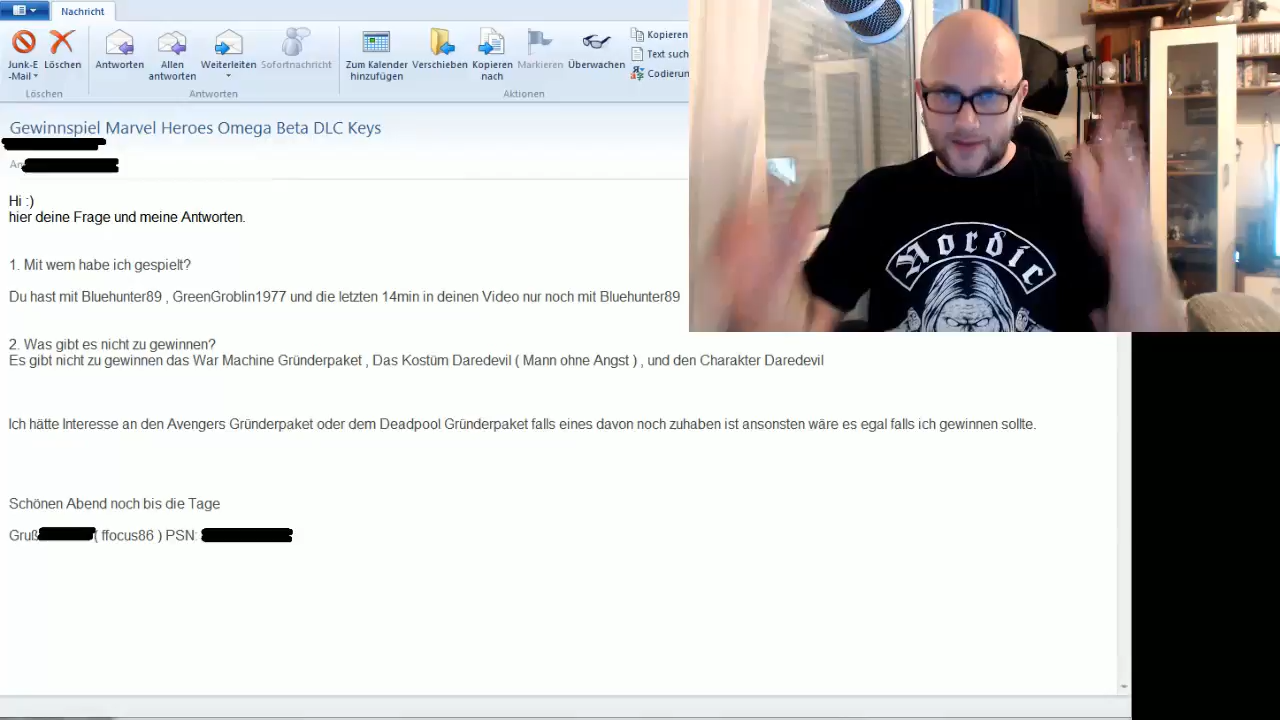 Nachricht
Junk-E
-Mail
Löschen
Antworten
Allen
antworten
Weiterleiten
Sofortnachricht
Zum Kalender
hinzufügen
Verschieben
Kopieren
nach
Markieren
Überwachen
Kopieren
Text such
Codierun
Löschen
Antworten
Aktionen
Gewinnspiel Marvel Heroes Omega Beta DLC Keys
An
Hi :)
hier deine Frage und meine Antworten.
1. Mit wem habe ich gespielt?
Du hast mit Bluehunter89 , GreenGroblin1977 und die letzten 14min in deinen Video nur noch mit Bluehunter89
2. Was gibt es nicht zu gewinnen?
Es gibt nicht zu gewinnen das War Machine Gründerpaket , Das Kostüm Daredevil ( Mann ohne Angst ) , und den Charakter Daredevil
Ich hätte Interesse an den Avengers Gründerpaket oder dem Deadpool Gründerpaket falls eines davon noch zuhaben ist ansonsten wäre es egal falls ich gewinnen sollte.
Schönen Abend noch bis die Tage
Gruß ( ffocus86 ) PSN:
Nordic